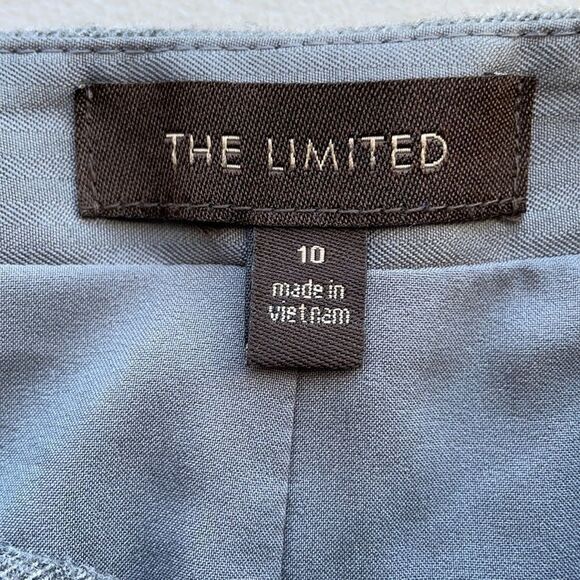 THE LIMITED
10
made in
vietnam